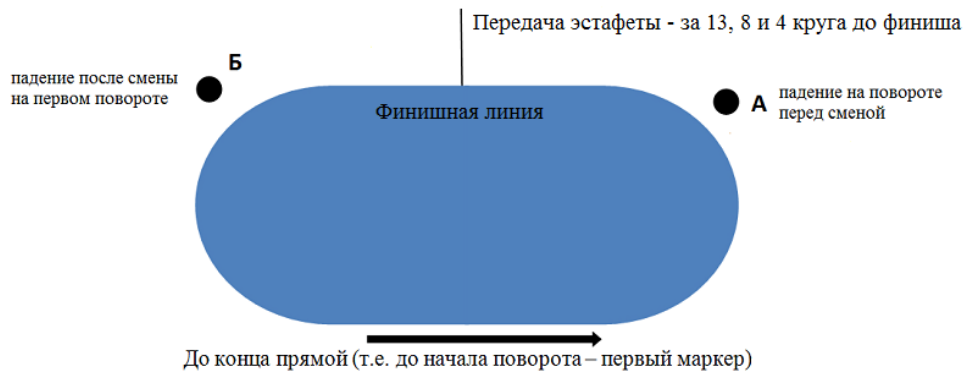 Передача эстафеты - за 13, 8 и 4 круга до финиша
Б
падение после смены
на первом повороте
А
падение на повороте
перед сменой
Финишная линия
До конца прямой (т.е. до начала поворота – первый маркер)